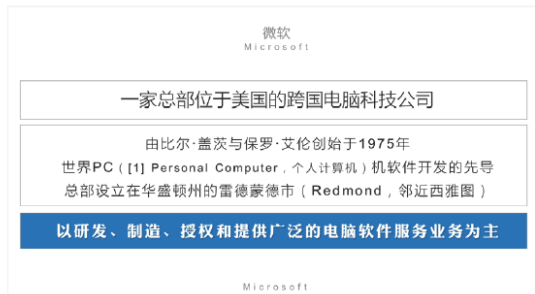 微软
Microsoft
一家总部位于美国的跨国电脑科技公司
由比尔·盖茨与保罗·艾伦创始于1975年
世界PC（[1] Personal Computer，个人计算机）机软件开发的先导
总部设立在华盛顿州的雷德蒙德市（Redmond，邻近西雅图）
以研发、制造、授权和提供广泛的电脑软件服务业务为主
Microsoft